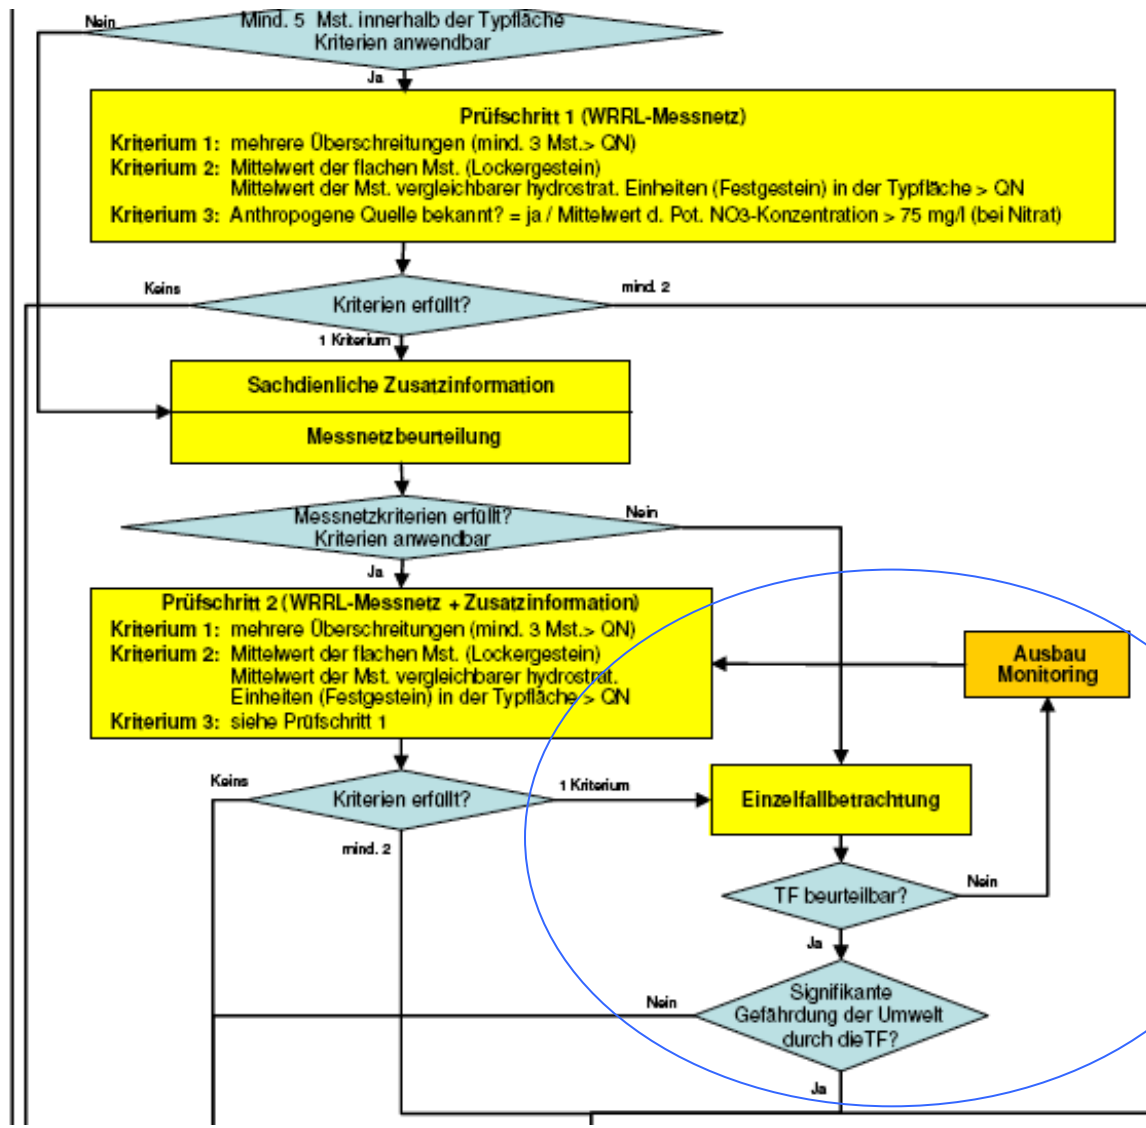 Nein
Mind. 5 Mst. innerhalb der Typfläche
Kriterien anwendbar
Ja
Prüfschritt 1 (WRRL-Messnetz)
Kriterium 1: mehrere Überschreitungen (mind. 3 Mst.> QN)
Kriterium 2: Mittelwert der flachen Mst. (Lockergestein)
Mittelwert der Mst. vergleichbarer hydrostrat. Einheiten (Festgestein) in der Typfläche > QN
Kriterium 3: Anthropogene Quelle bekannt? = ja / Mittelwert d. Pot. NO3-Konzentration > 75 mg/l (bei Nitrat)
Keins
Kriterien erfüllt?
mind. 2
1 Kriterium
Sachdienliche Zusatzinformation
Messnetzbeurteilung
Messnetzkriterien erfüllt?
Kriterien anwendbar
Nein
Ja
Prüfschritt 2 (WRRL-Messnetz + Zusatzinformation)
Kriterium 1: mehrere Überschreitungen (mind. 3 Mst.> QN)
Kriterium 2: Mittelwert der flachen Mst. (Lockergestein)
Mittelwert der Mst. vergleichbarer hydrostrat.
Einheiten (Festgestein) in der Typfläche > QN
Kriterium 3: siehe Prüfschritt 1
Ausbau
Monitoring
Keins
Kriterien erfüllt?
1 Kriterium
mind. 2
Einzelfallbetrachtung
TF beurteilbar?
Nein
Ja
Signifikante
Gefährdung der Umwelt
durch dieTF?
Nein
Ja